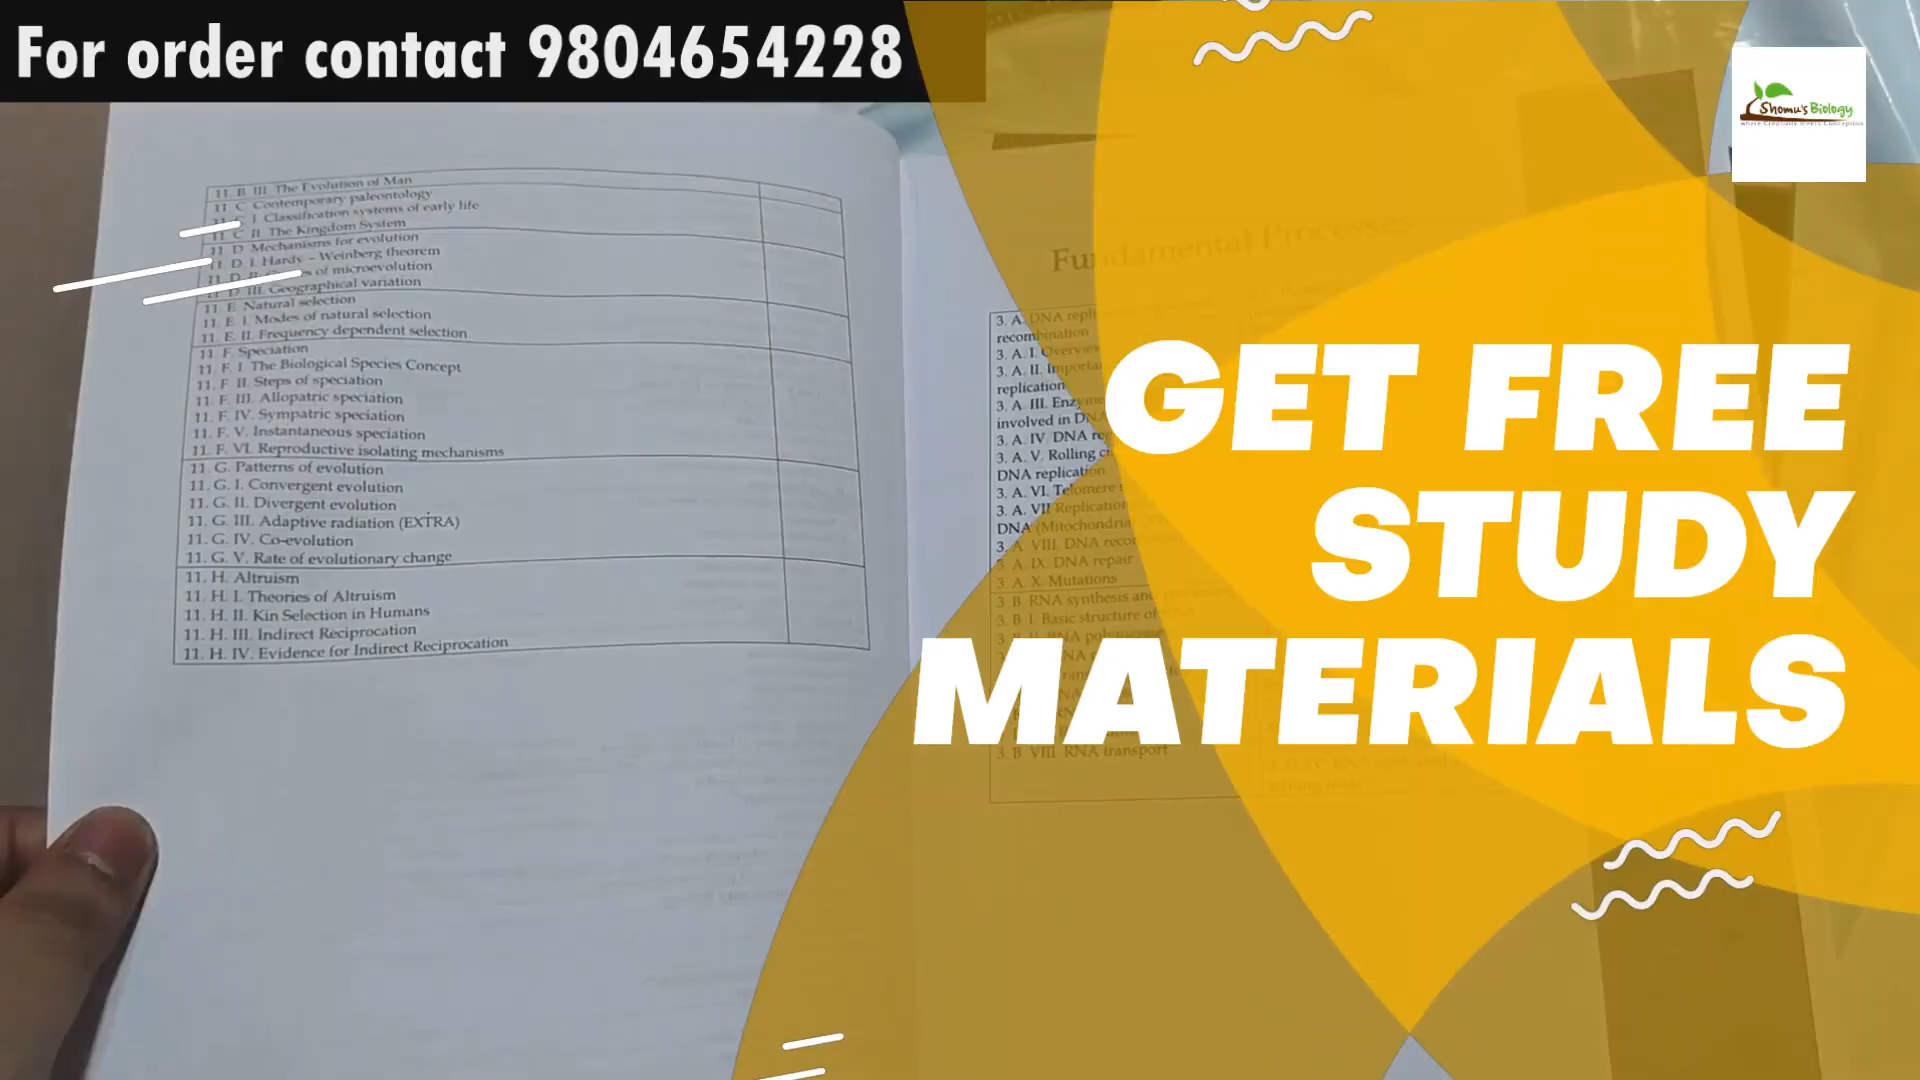 For order contact 9804654228
Shomu's Biology
11. B. III. The Evolution of Man
11. C. Contemporary paleontology
I. Classification systems of early life
11. C. II. The Kingdom System
11. D. Mechanisms for evolution
11. D. I. Hardy – Weinberg theorem
of microevolution
11. D. III. Geographical variation
11. E. Natural selection
11. E. I. Modes of natural selection
11. E. II. Frequency dependent selection
11. F. Speciation
11. F. I. The Biological Species Concept
11. F. II. Steps of speciation
11. F. III. Allopatric speciation
11. F. IV. Sympatric speciation
11. F. V. Instantaneous speciation
11. F. VI. Reproductive isolating mechanisms
11. G. Patterns of evolution
11. G. I. Convergent evolution
11. G. II. Divergent evolution
11. G. III. Adaptive radiation (EXTRA)
11. G. IV. Co-evolution
11. G. V. Rate of evolutionary change
11. H. Altruism
11. H. I. Theories of Altruism
11. H. II. Kin Selection in Humans
11. H. III. Indirect Reciprocation
11. H. IV. Evidence for Indirect Reciprocation
Fundamental Processes
3. A. DNA
recombination
3. A. I. Overview
3. A. II.
replication
3. A. III.
involved in
3. A. IV. DNA
3. A. V. Rolling
DNA replication
3. A. VI. Telomere
3. A. VII. Replication
DNA (Mitochondria
3. A. VIII. DNA
3. A. IX. DNA repair
3. A. X. Mutations
3. B. RNA synthesis and
3. B. I. Basic structure of
3. B. VIII. RNA transport
GET FREE
STUDY
MATERIALS